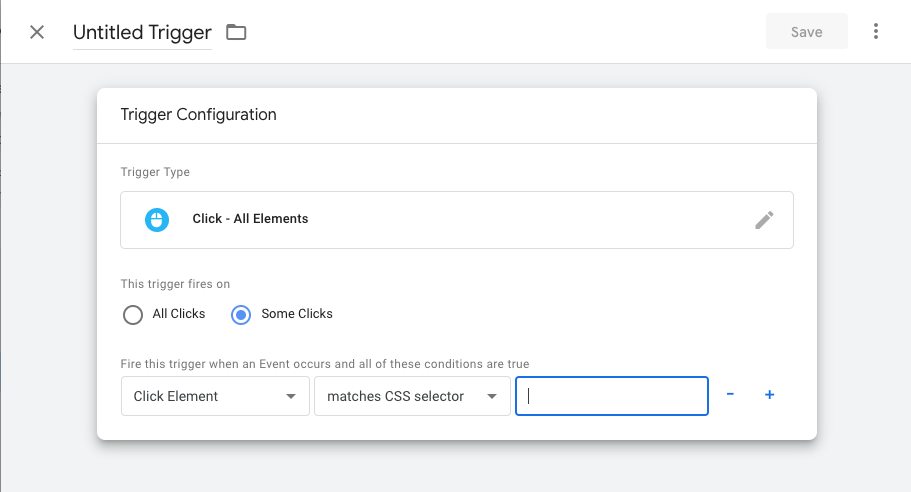 Untitled Trigger
Save
Trigger Configuration
Trigger Type
Click - All Elements
This trigger fires on
All Clicks
Some Clicks
Fire this trigger when an Event occurs and all of these conditions are true
Click Element
matches CSS selector